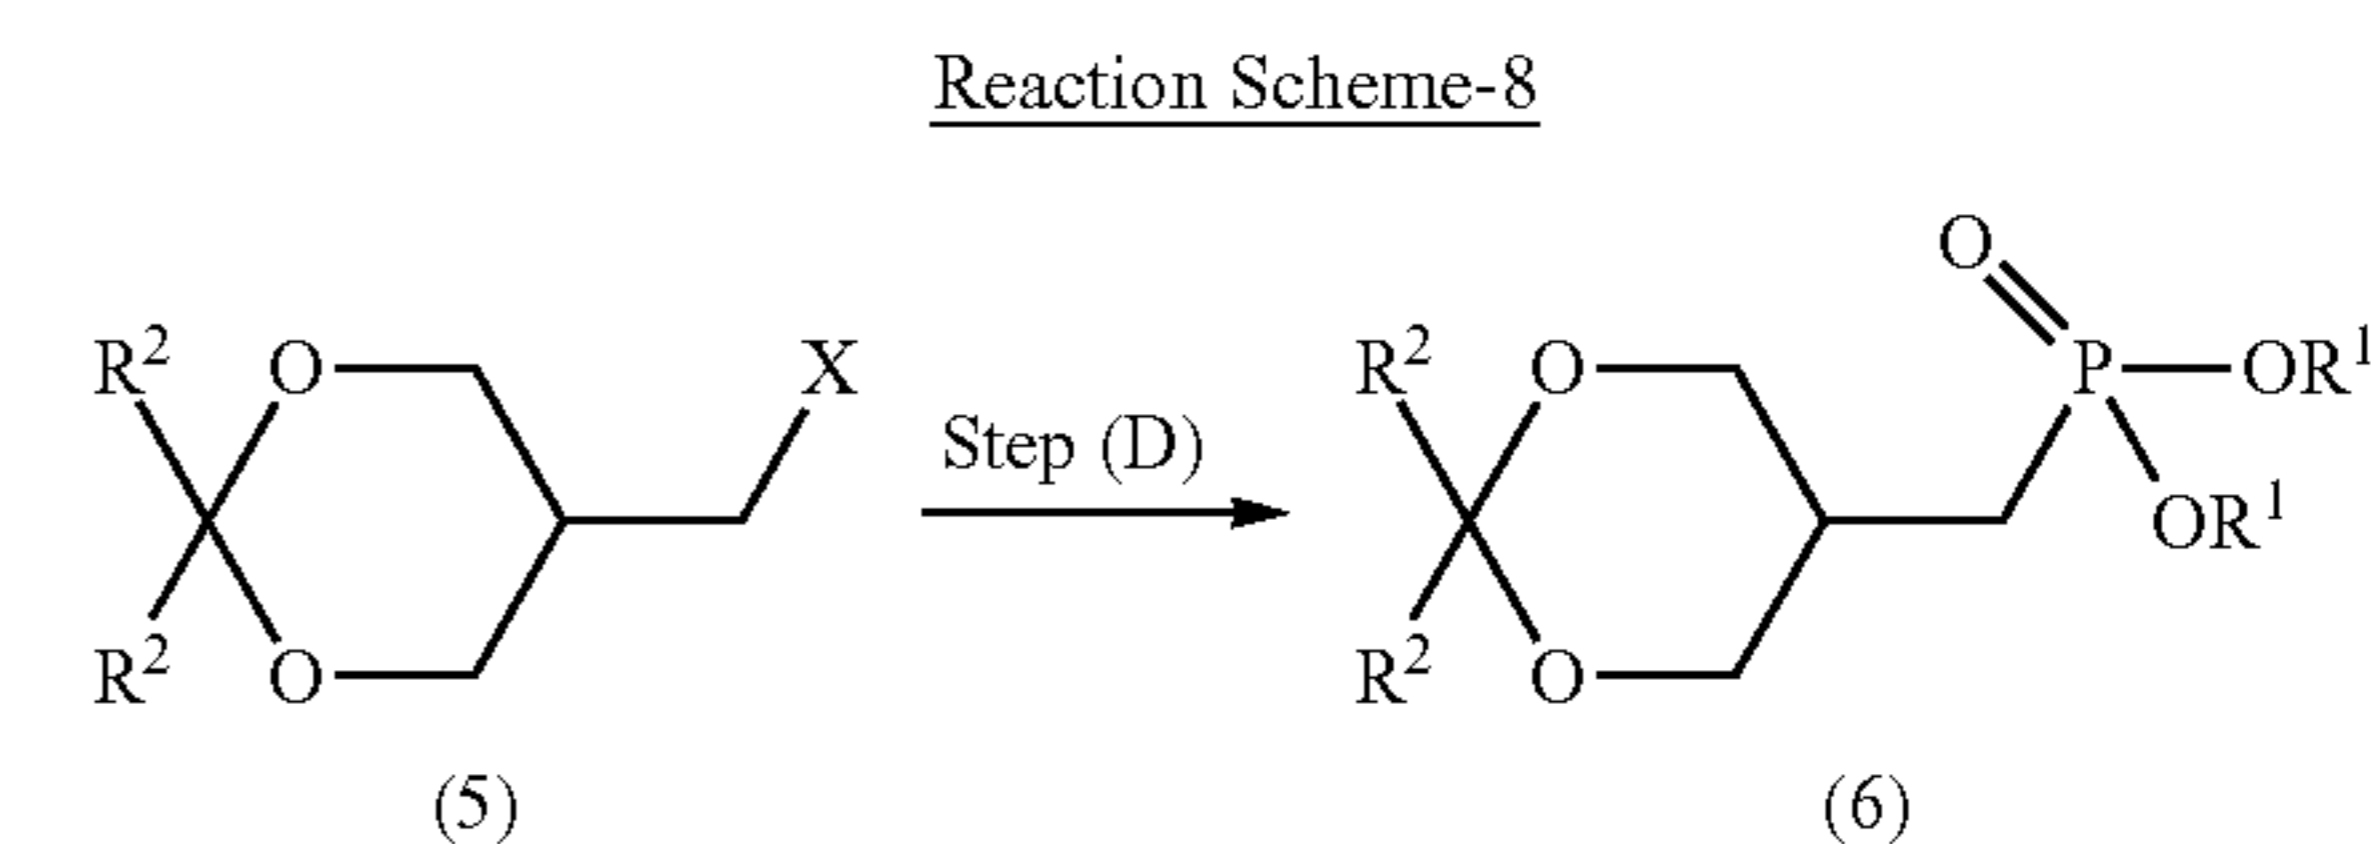 Reaction Scheme-8
R² O X
R² O
(5)
Step (D)
R² O O P OR¹
OR¹
R² O
(6)